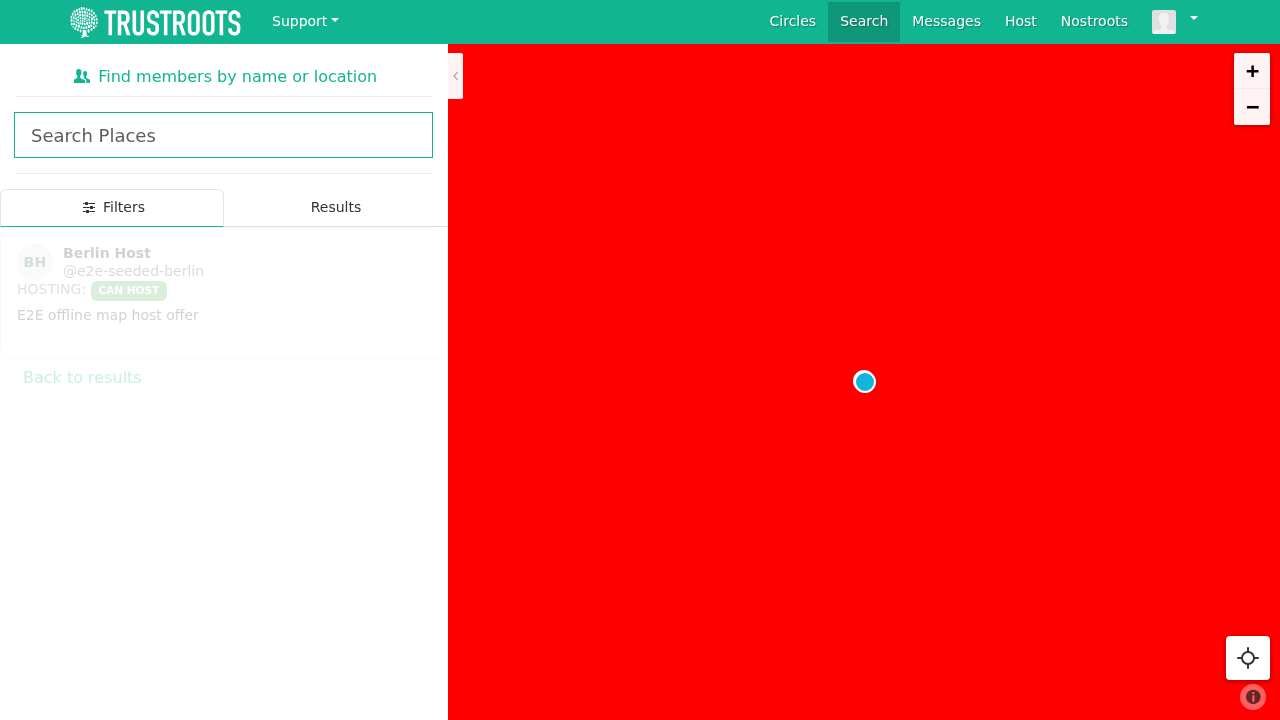 TRUSTROOTS
Support
Circles
Search
Messages
Host
Nostroots
Find members by name or location
Search Places
Filters
Results
BH
Berlin Host
@e2e-seeded-berlin
HOSTING: CAN HOST
E2E offline map host offer
Back to results
+
−